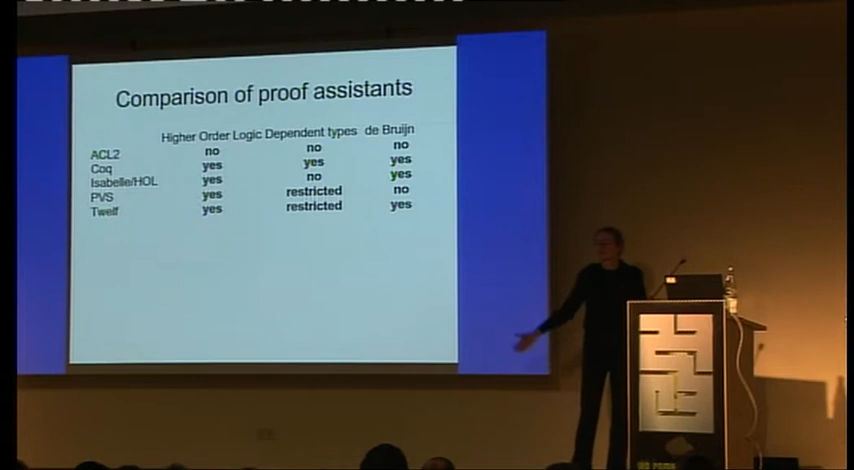 Comparison of proof assistants
Higher Order Logic Dependent types de Bruijn
ACL2 no no no
Coq yes yes yes
Isabelle/HOL yes no yes
PVS yes restricted no
Twelf yes restricted yes